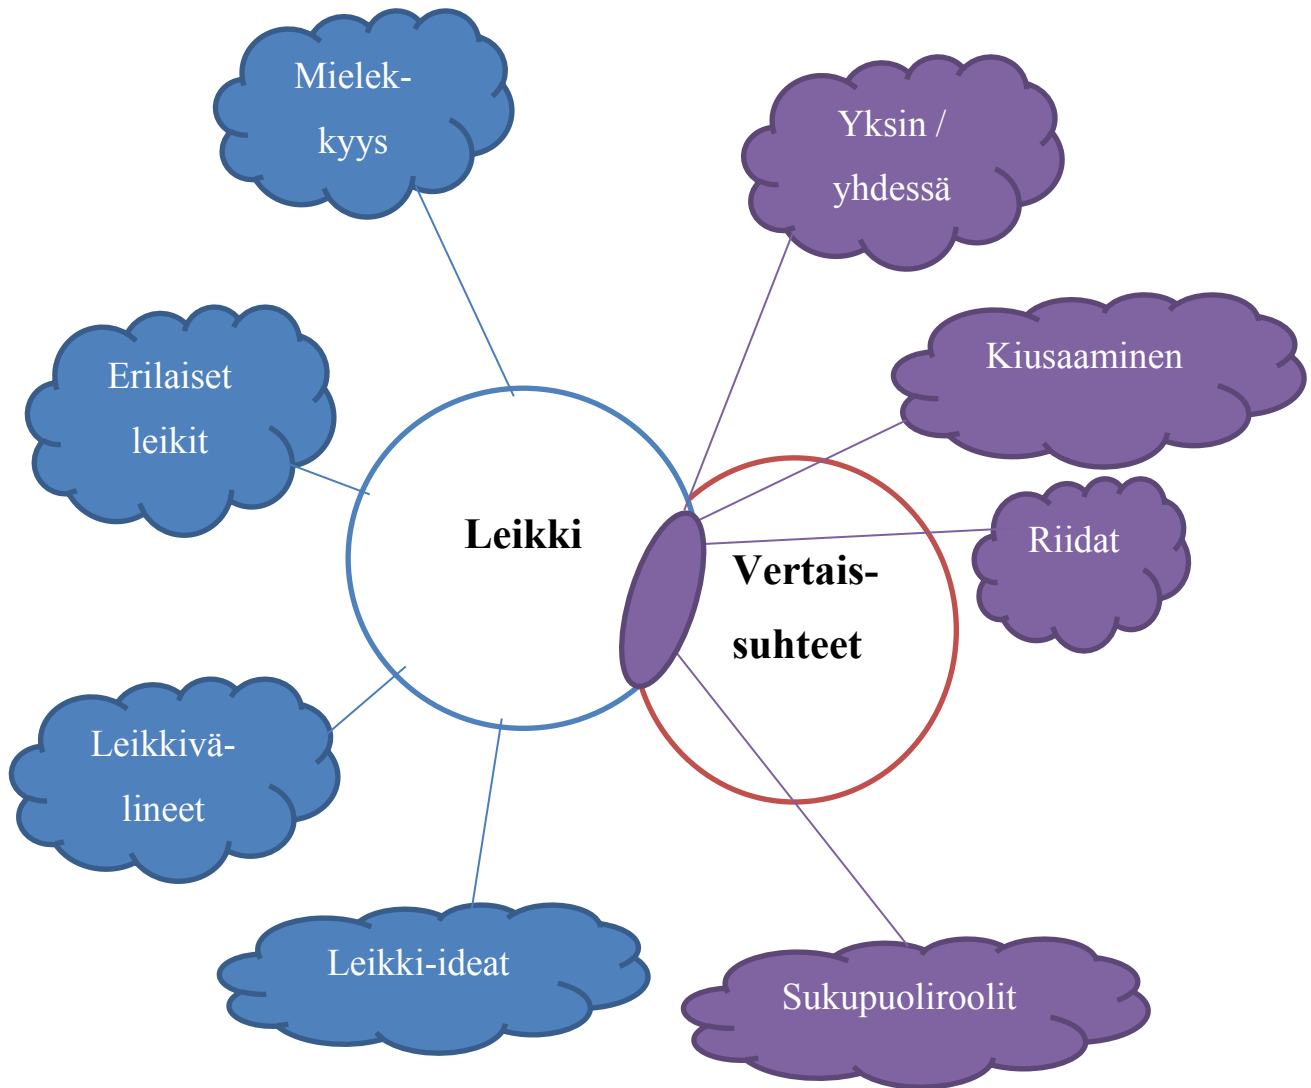 Mielek-
kyys
Yksin /
yhdessä
Kiusaaminen
Erilaiset
leikit
Leikki
Riidat
Vertais-
suhteet
Leikkivä-
lineet
Leikki-ideat
Sukupuoliroolit